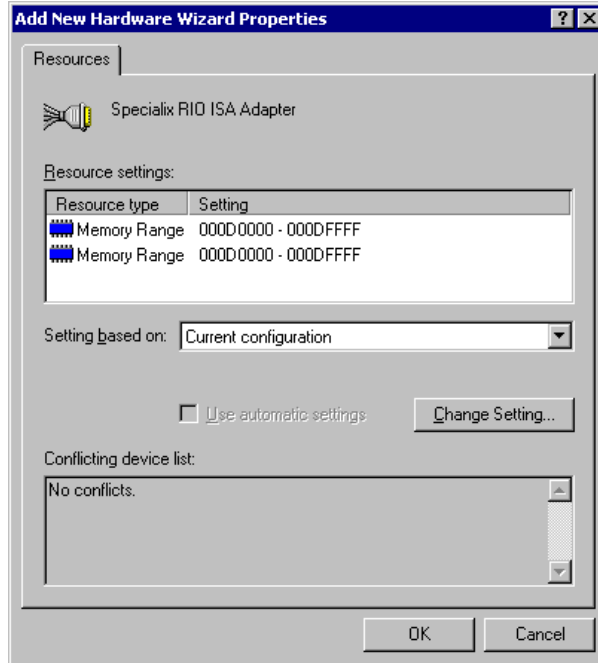 Add New Hardware Wizard Properties
Resources
Specialix RIO ISA Adapter
Resource settings:
Resource type Setting
Memory Range 000D0000 - 000DFFFF
Memory Range 000D0000 - 000DFFFF
Setting based on: Current configuration
Use automatic settings Change Setting...
Conflicting device list:
No conflicts.
OK Cancel